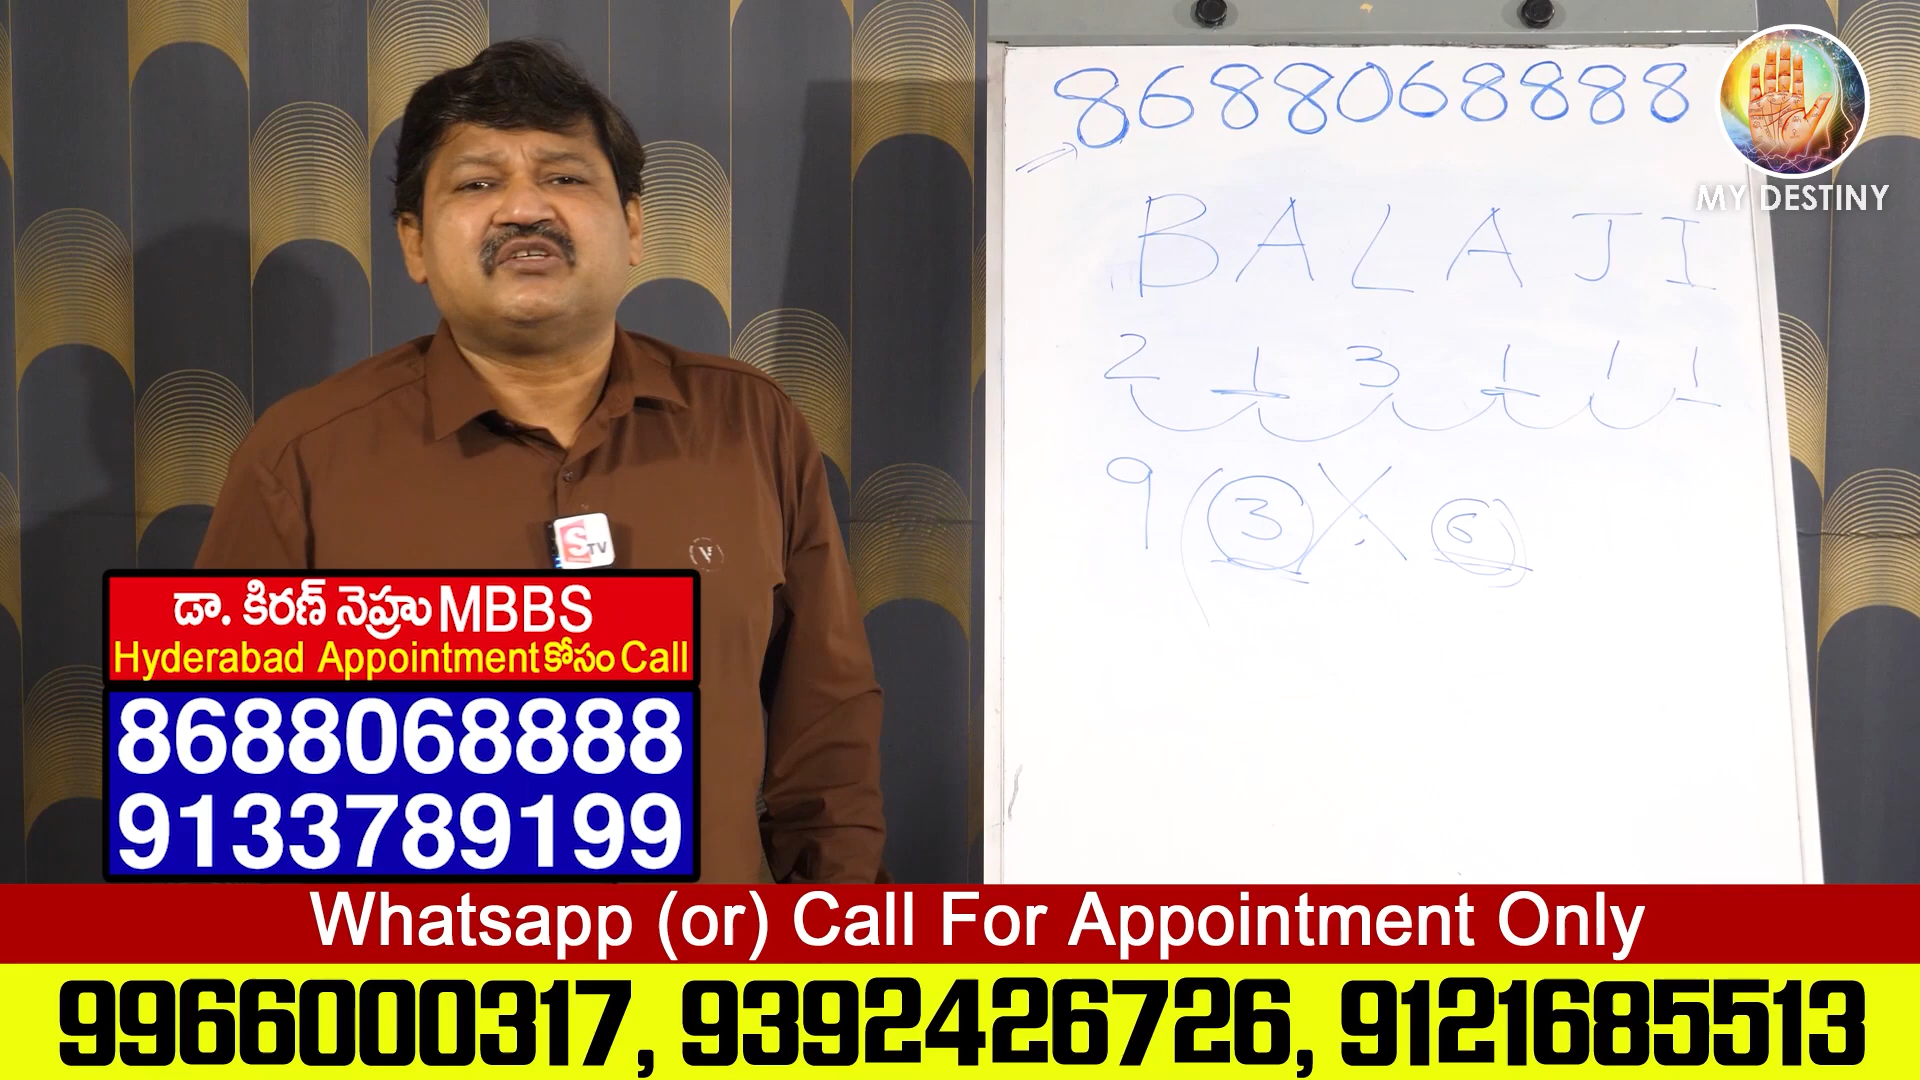 8688068888
MY DESTINY
BALAJI
2 1 3 1 1 1
9 (3 X 6)
S TV
డా. కిరణ్ నెహ్రు MBBS
Hyderabad Appointment కోసం Call
8688068888
9133789199
Whatsapp (or) Call For Appointment Only
9966000317, 9392426726, 9121685513